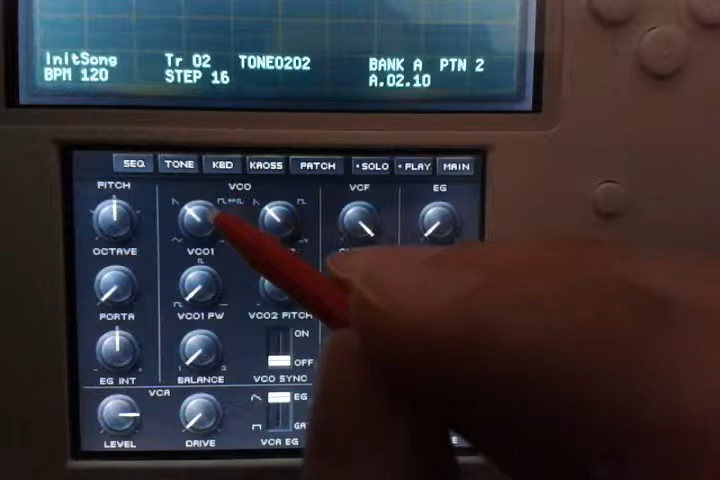 InitSong Tr 02 TONE0202 BANK A PTN 2
BPM 120 STEP 16 A.02.10
SEQ TONE KBD KAOSS PATCH SOLO PLAY MAIN
PITCH VCO VCF EG
OCTAVE VCO1
PORTA VCO1 PW VCO2 PITCH
ON
OFF
EG INT BALANCE VCO SYNC
1 2
VCA
EG
LEVEL DRIVE VCA EG